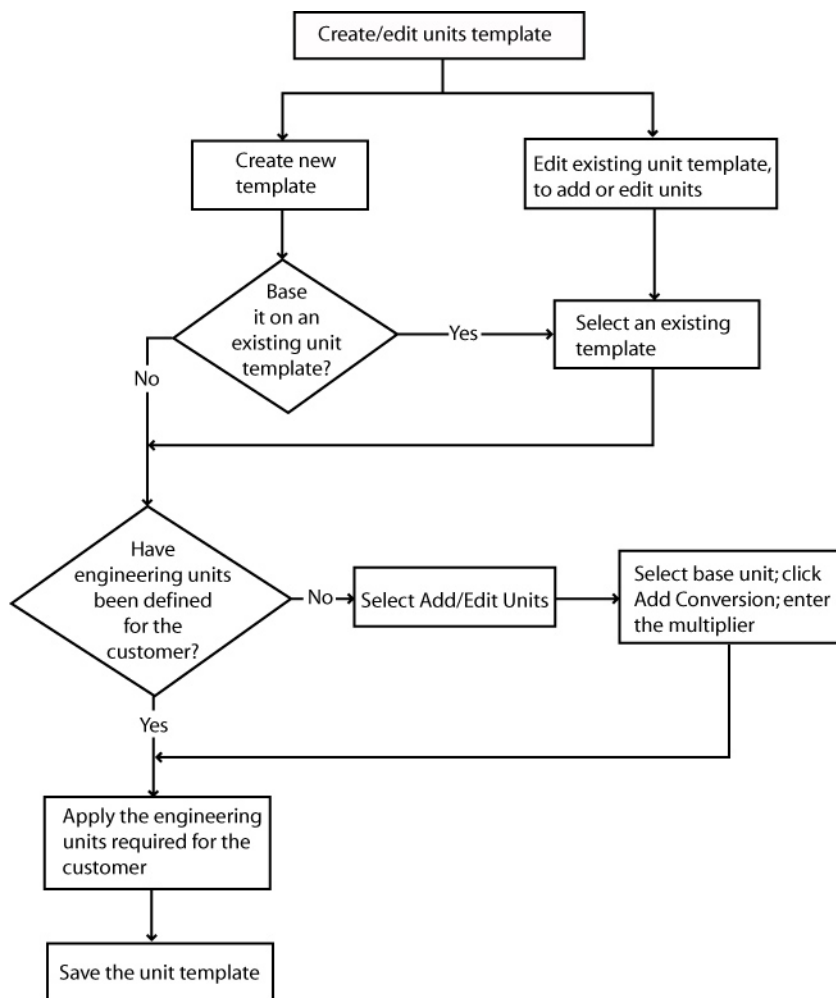 Create/edit units template
Create new
template
Edit existing unit template,
to add or edit units
Base
it on an
existing unit
template?
Yes
Select an existing
template
No
Have
engineering units
been defined
for the
customer?
No
Select Add/Edit Units
Select base unit; click
Add Conversion; enter
the multiplier
Yes
Apply the engineering
units required for the
customer
Save the unit template